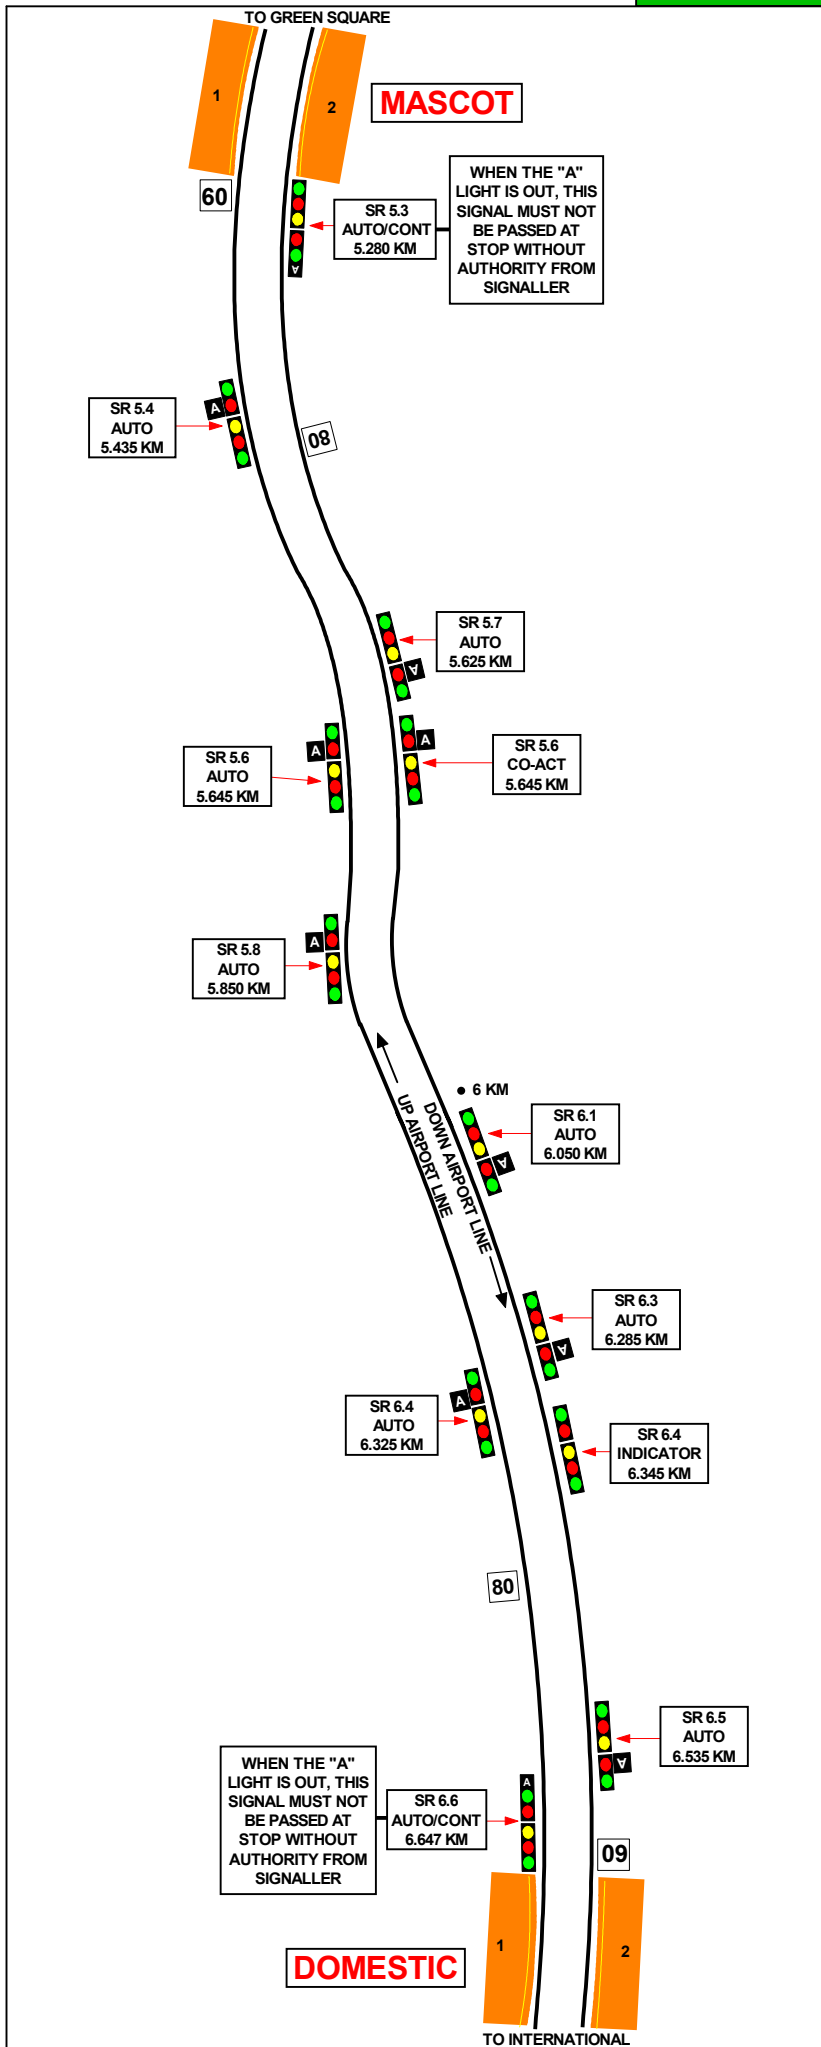 TO GREEN SQUARE
1
2
MASCOT
60
SR 5.3
AUTO/CONT
5.280 KM
A
WHEN THE "A"
LIGHT IS OUT, THIS
SIGNAL MUST NOT
BE PASSED AT
STOP WITHOUT
AUTHORITY FROM
SIGNALLER
A
SR 5.4
AUTO
5.435 KM
80
SR 5.7
AUTO
5.625 KM
A
A
SR 5.6
AUTO
5.645 KM
A
SR 5.6
CO-ACT
5.645 KM
A
SR 5.8
AUTO
5.850 KM
6 KM
UP AIRPORT LINE
DOWN AIRPORT LINE
SR 6.1
AUTO
6.050 KM
A
SR 6.3
AUTO
6.285 KM
A
A
SR 6.4
AUTO
6.325 KM
SR 6.4
INDICATOR
6.345 KM
80
SR 6.5
AUTO
6.535 KM
A
WHEN THE "A"
LIGHT IS OUT, THIS
SIGNAL MUST NOT
BE PASSED AT
STOP WITHOUT
AUTHORITY FROM
SIGNALLER
SR 6.6
AUTO/CONT
6.647 KM
A
60
1
2
DOMESTIC
TO INTERNATIONAL